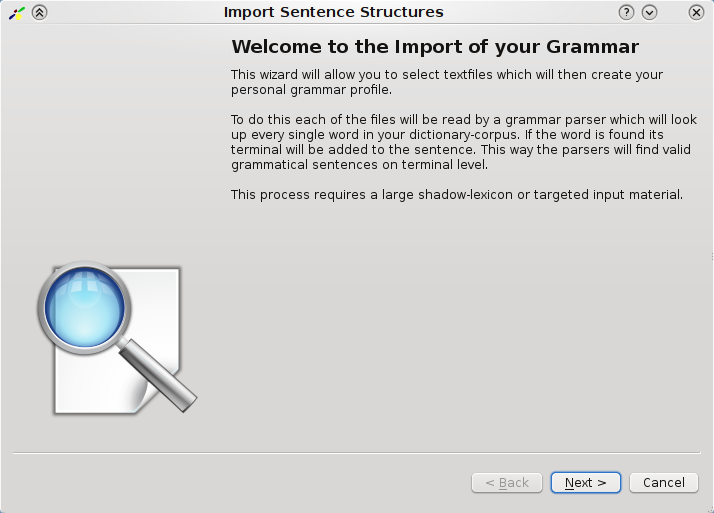 Import Sentence Structures
Welcome to the Import of your Grammar
This wizard will allow you to select textfiles which will then create your
personal grammar profile.
To do this each of the files will be read by a grammar parser which will look
up every single word in your dictionary-corpus. If the word is found its
terminal will be added to the sentence. This way the parsers will find valid
grammatical sentences on terminal level.
This process requires a large shadow-lexicon or targeted input material.
< Back Next > Cancel